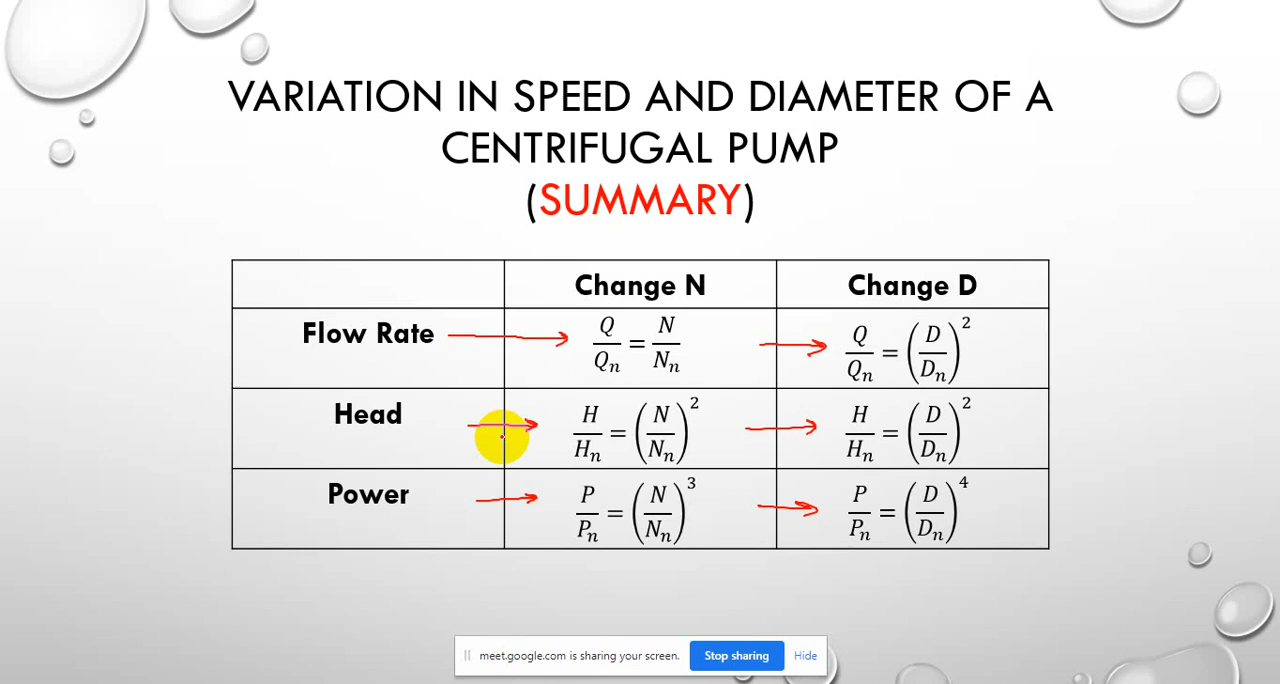 VARIATION IN SPEED AND DIAMETER OF A
CENTRIFUGAL PUMP
(SUMMARY)
Change N Change D
Flow Rate Q/Qₙ = N/Nₙ Q/Qₙ = (D/Dₙ)²
Head H/Hₙ = (N/Nₙ)² H/Hₙ = (D/Dₙ)²
Power P/Pₙ = (N/Nₙ)³ P/Pₙ = (D/Dₙ)⁴
meet.google.com is sharing your screen. Stop sharing Hide